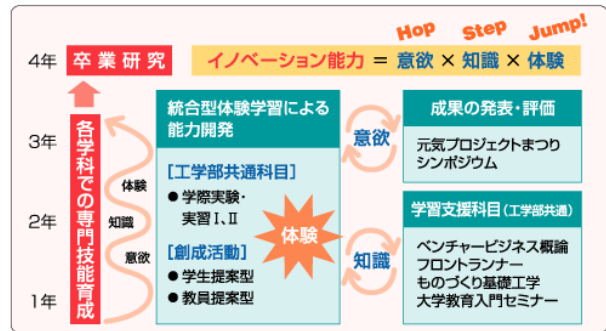 Hop Step Jump!
4年 卒業研究 イノベーション能力 = 意欲 × 知識 × 体験
3年
2年
1年
各学科での専門技能育成
体験
知識
意欲
統合型体験学習による
能力開発
[工学部共通科目]
● 学際実験・
実習Ⅰ、Ⅱ
[創成活動]
● 学生提案型
● 教員提案型
体験
意欲
知識
成果の発表・評価
元気プロジェクトまつり
シンポジウム
学習支援科目(工学部共通)
ベンチャービジネス概論
フロントランナー
ものづくり基礎工学
大学教育入門セミナー